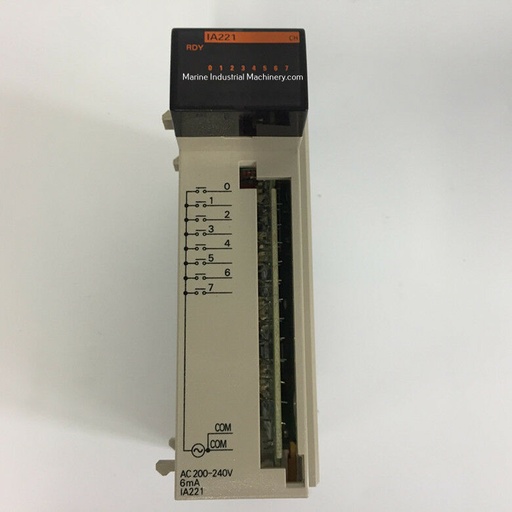 IA221 CH
RDY
0 1 2 3 4 5 6 7
Marine Industrial Machinery.com
0
1
2
3
4
5
6
7
COM
COM
AC 200-240V
6mA
IA221